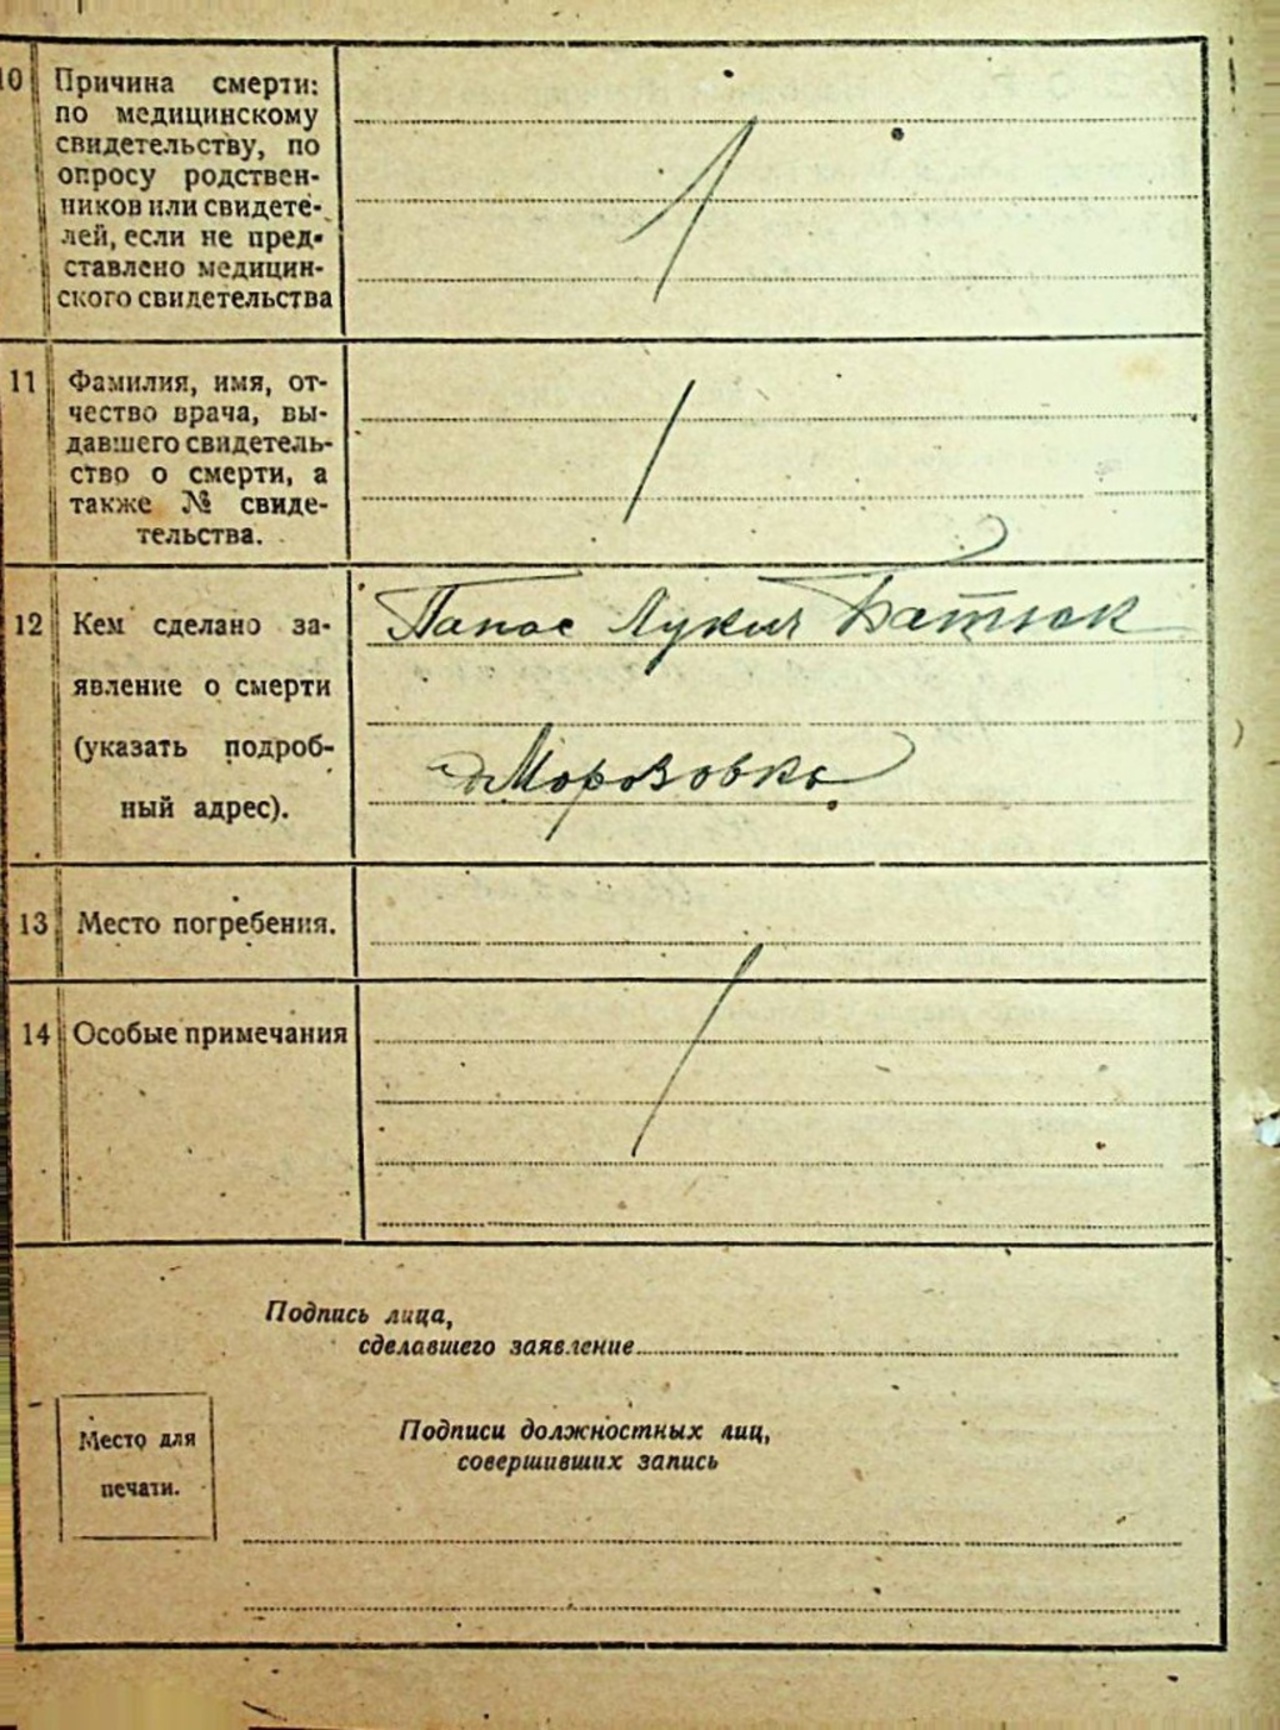 10 Причина смерти:
по медицинскому
свидетельству, по
опросу родствен-
ников или свидете-
лей, если не пред-
ставлено медицин-
ского свидетельства
11 Фамилия, имя, от-
чество врача, вы-
давшего свидетель-
ство о смерти, а
также № свиде-
тельства.
12 Кем сделано за-
явление о смерти
(указать подроб-
ный адрес).
Панас Лукич Батюк
Морозовка
13 Место погребения.
14 Особые примечания
Подпись лица,
сделавшего заявление
Место для
печати.
Подписи должностных лиц,
совершивших запись